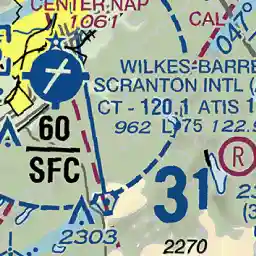 CENTER NAP
1061'
CAL
047°
WILKES-BARRE
SCRANTON INTL (
CT - 120.1 ATIS 1
962 L 75 122.9
60
SFC
R
31
2303
2270